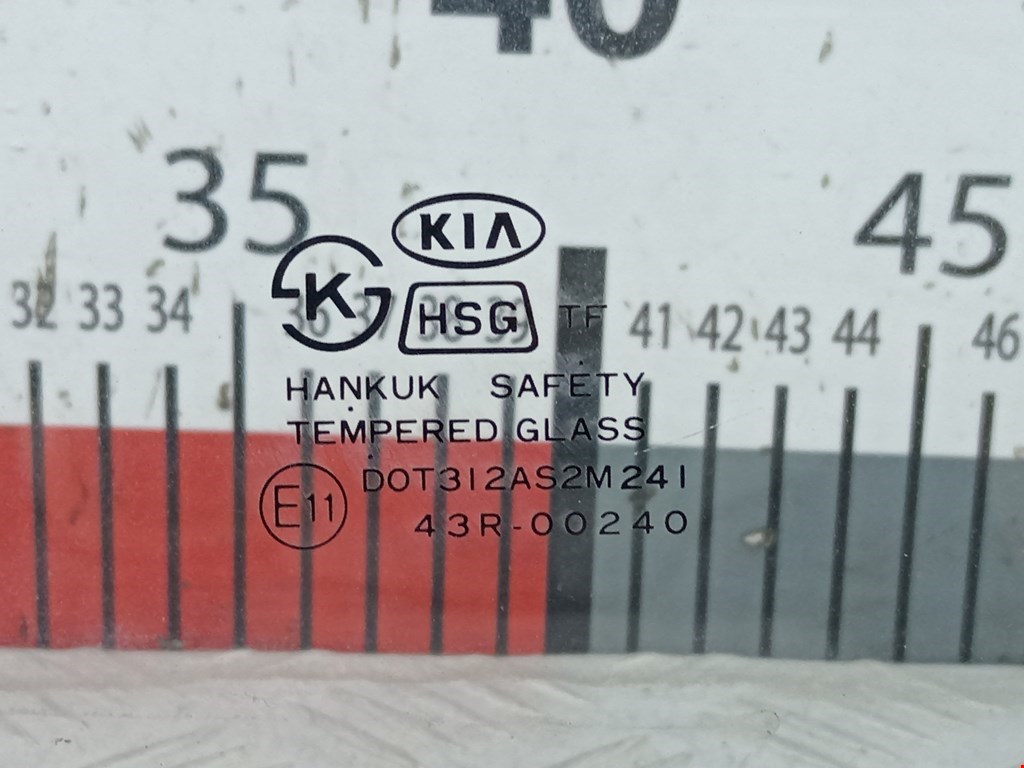 40
35 45
KIA
K
HSG TF
32 33 34 36 37 38 39 41 42 43 44 46
HANKUK SAFETY
TEMPERED GLASS
E11 DOT312AS2M241
43R-00240